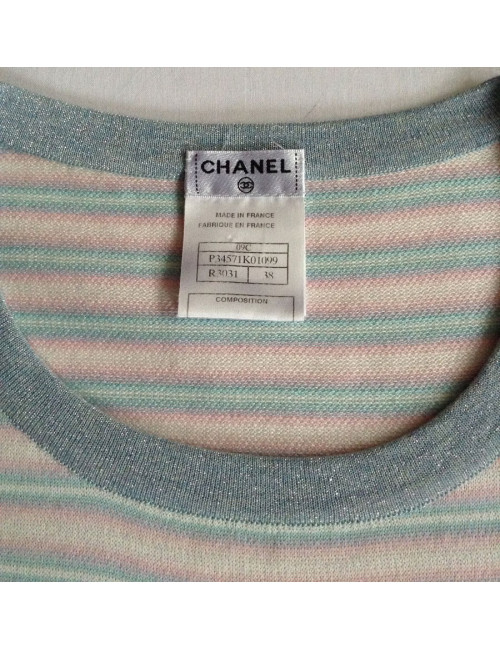 CHANEL
MADE IN FRANCE
FABRIQUE EN FRANCE
09C
P34571K01099
R3031 38
COMPOSITION